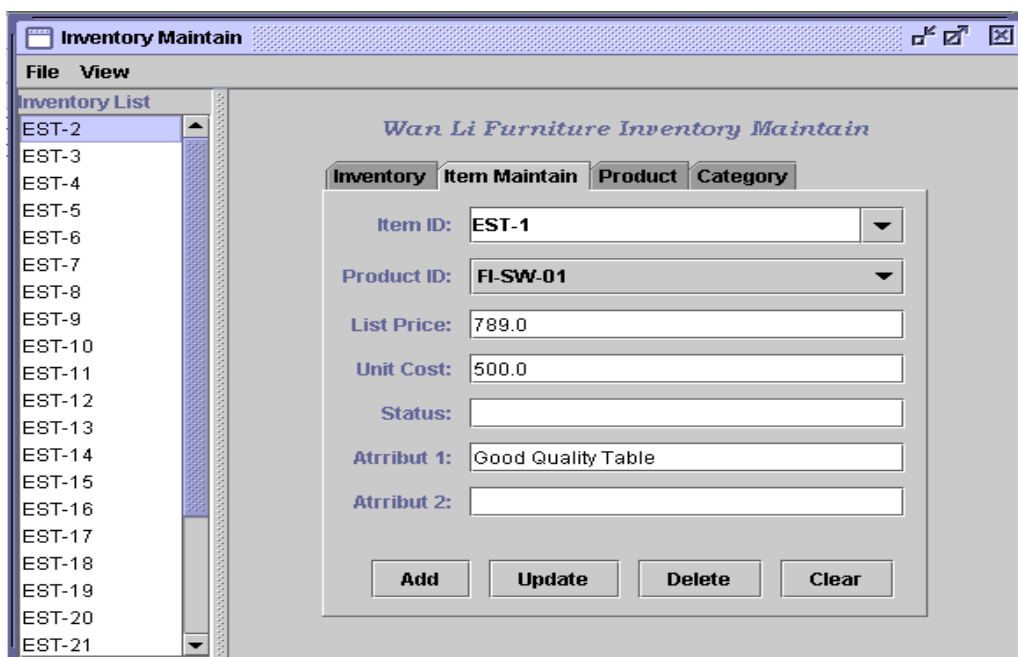 Inventory Maintain
File View
Inventory List
EST-2
EST-3
EST-4
EST-5
EST-6
EST-7
EST-8
EST-9
EST-10
EST-11
EST-12
EST-13
EST-14
EST-15
EST-16
EST-17
EST-18
EST-19
EST-20
EST-21
Wan Li Furniture Inventory Maintain
Inventory Item Maintain Product Category
Item ID: EST-1
Product ID: FI-SW-01
List Price: 789.0
Unit Cost: 500.0
Status:
Atrribut 1: Good Quality Table
Atrribut 2:
Add Update Delete Clear